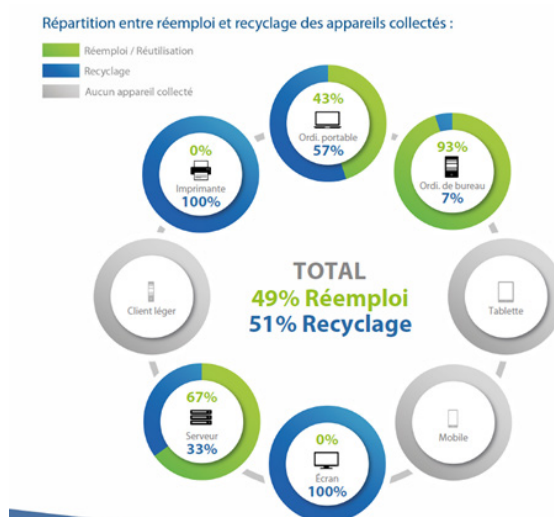 Répartition entre réemploi et recyclage des appareils collectés :
Réemploi / Réutilisation
Recyclage
Aucun appareil collecté
43%
Ordi. portable
57%
0%
Imprimante
100%
93%
Ordi. de bureau
7%
Client léger
TOTAL
49% Réemploi
51% Recyclage
Tablette
67%
Serveur
33%
0%
Écran
100%
Mobile